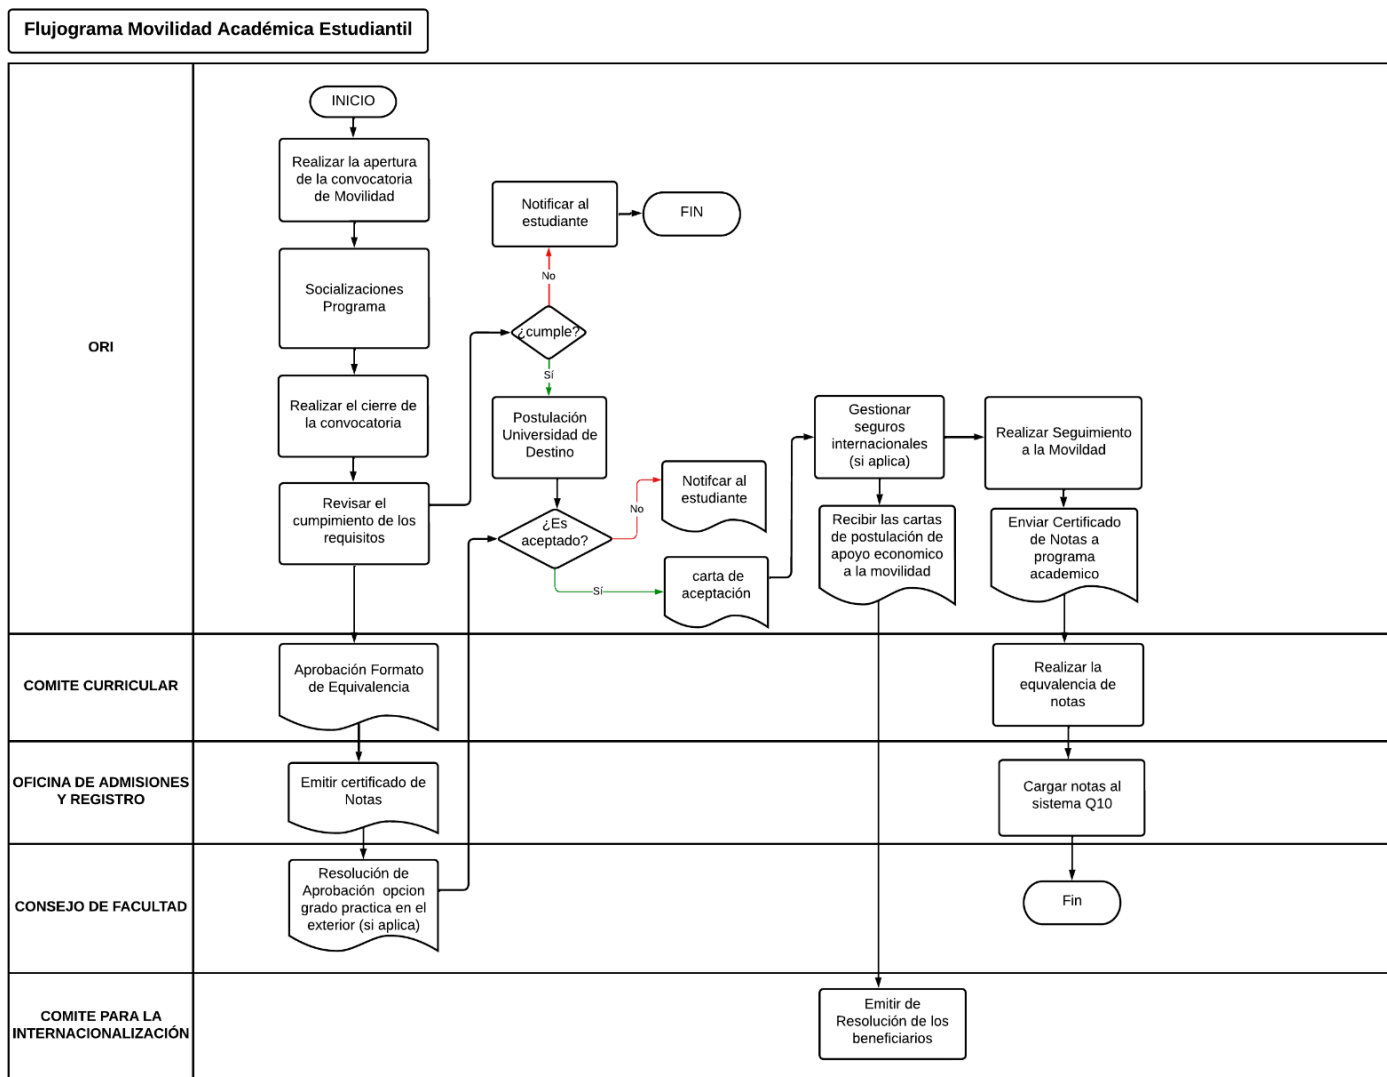 Flujograma Movilidad Académica Estudiantil
ORI
INICIO
Realizar la apertura
de la convocatoria
de Movilidad
Socializaciones
Programa
Realizar el cierre de
la convocatoria
Revisar el
cumpimiento de los
requisitos
Notificar al
estudiante
FIN
No
¿cumple?
Sí
Postulación
Universidad de
Destino
¿Es
aceptado?
No
Notifcar al
estudiante
Sí
carta de
aceptación
Gestionar
seguros
internacionales
(si aplica)
Realizar Seguimiento
a la Movildad
Recibir las cartas
de postulación de
apoyo economico
a la movilidad
Enviar Certificado
de Notas a
programa
academico
COMITE CURRICULAR
Aprobación Formato
de Equivalencia
Realizar la
equvalencia de
notas
OFICINA DE ADMISIONES
Y REGISTRO
Emitir certificado de
Notas
Cargar notas al
sistema Q10
CONSEJO DE FACULTAD
Resolución de
Aprobación opcion
grado practica en el
exterior (si aplica)
Fin
COMITE PARA LA
INTERNACIONALIZACIÓN
Emitir de
Resolución de los
beneficiarios